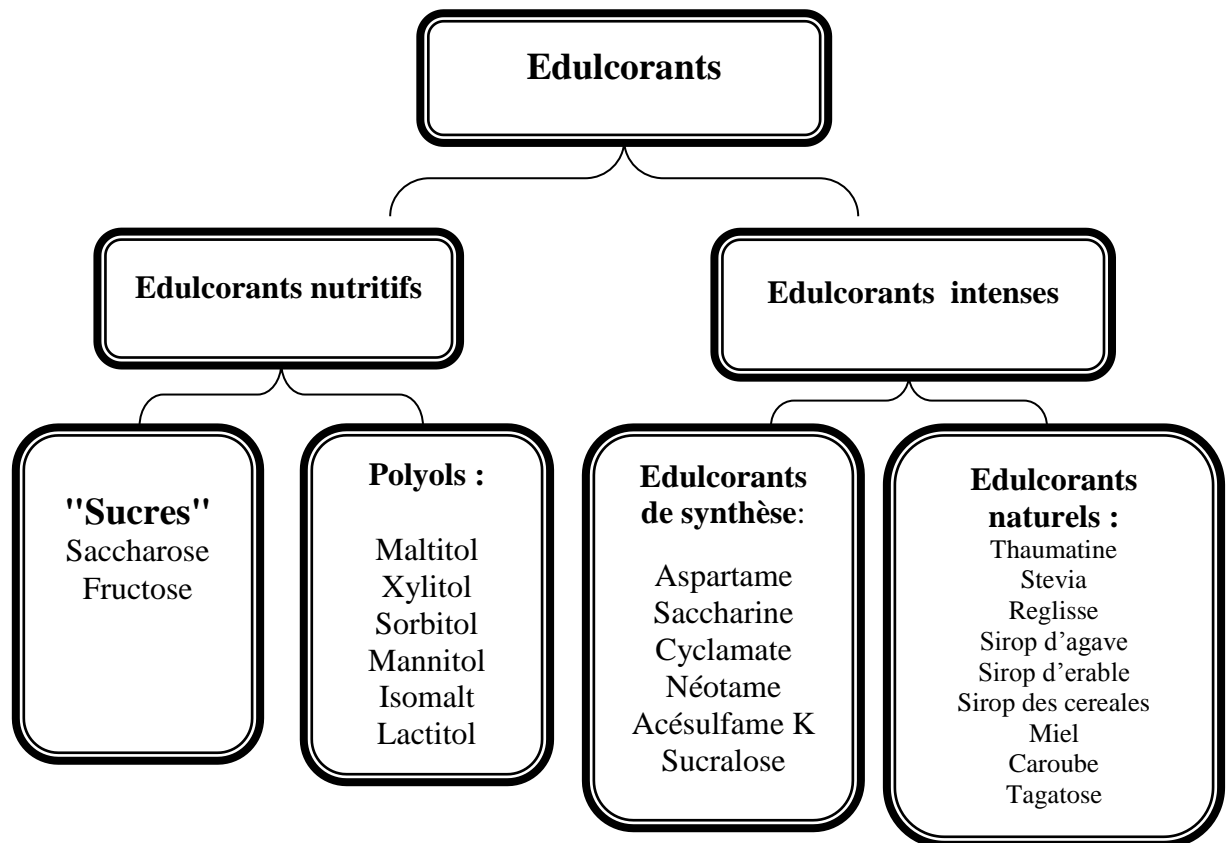 Edulcorants
Edulcorants nutritifs
Edulcorants intenses
"Sucres"
Saccharose
Fructose
Polyols :
Maltitol
Xylitol
Sorbitol
Mannitol
Isomalt
Lactitol
Edulcorants
de synthèse:
Aspartame
Saccharine
Cyclamate
Néotame
Acésulfame K
Sucralose
Edulcorants
naturels :
Thaumatine
Stevia
Reglisse
Sirop d’agave
Sirop d’erable
Sirop des cereales
Miel
Caroube
Tagatose